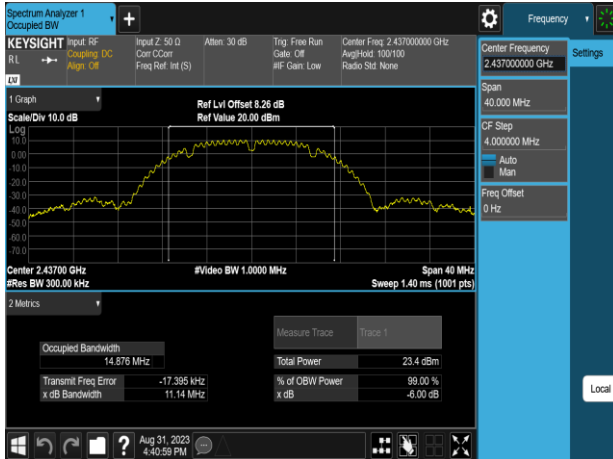 Spectrum Analyzer 1
Occupied BW
Frequency
KEYSIGHT
RL
LXI
Input: RF
Coupling: DC
Align: Off
Input Z: 50 Ω
Corr CCorr
Freq Ref: Int (S)
Atten: 30 dB
Trig: Free Run
Gate: Off
#IF Gain: Low
Center Freq: 2.437000000 GHz
Avg|Hold: 100/100
Radio Std: None
Center Frequency
2.437000000 GHz
Settings
Span
40.000 MHz
CF Step
4.000000 MHz
Auto
Man
Freq Offset
0 Hz
1 Graph
Scale/Div 10.0 dB
Ref Lvl Offset 8.26 dB
Ref Value 20.00 dBm
Log
10.0
0.00
-10.0
-20.0
-30.0
-40.0
-50.0
-60.0
-70.0
Center 2.43700 GHz
#Video BW 1.0000 MHz
Span 40 MHz
#Res BW 300.00 kHz
Sweep 1.40 ms (1001 pts)
2 Metrics
Measure Trace
Trace 1
Occupied Bandwidth
14.876 MHz
Total Power
23.4 dBm
Transmit Freq Error
-17.395 kHz
% of OBW Power
99.00 %
x dB Bandwidth
11.14 MHz
x dB
-6.00 dB
Local
?
Aug 31, 2023
4:40:59 PM